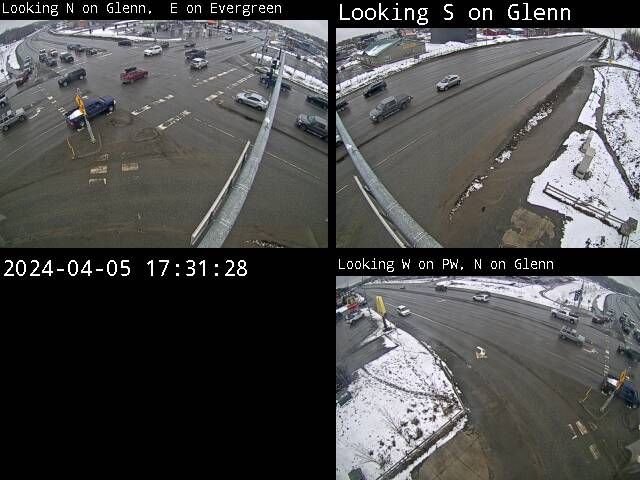 Looking N on Glenn,  E on Evergreen
Looking S on Glenn
2024-04-05 17:31:28
Looking W on PW, N on Glenn